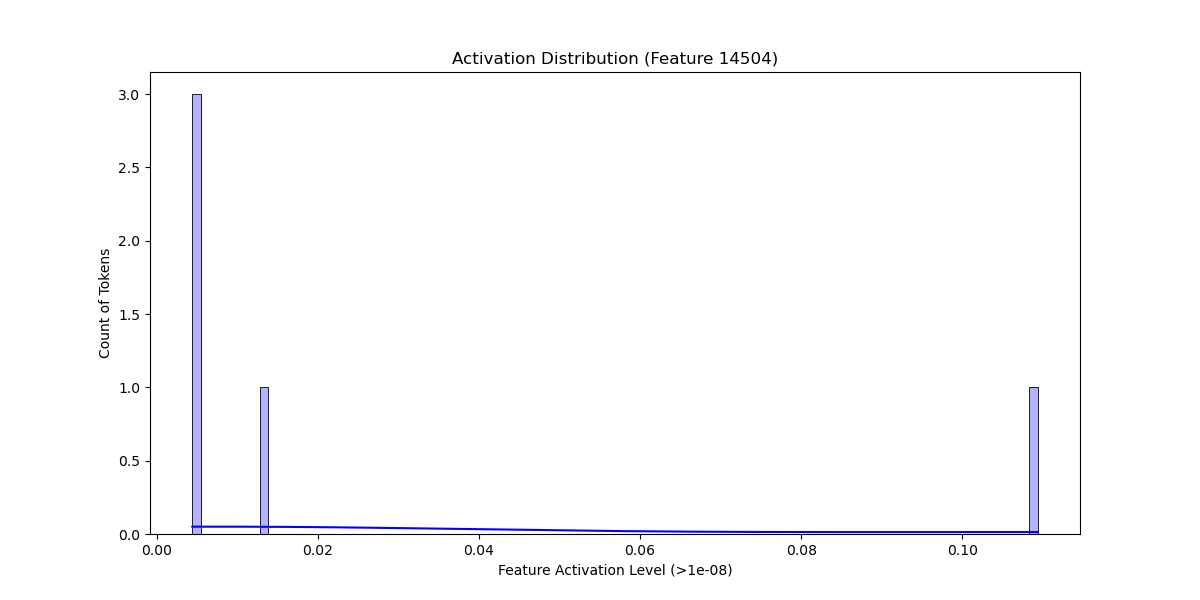 Activation Distribution (Feature 14504)
Count of Tokens
3.0
2.5
2.0
1.5
1.0
0.5
0.0
0.00 0.02 0.04 0.06 0.08 0.10
Feature Activation Level (>1e-08)